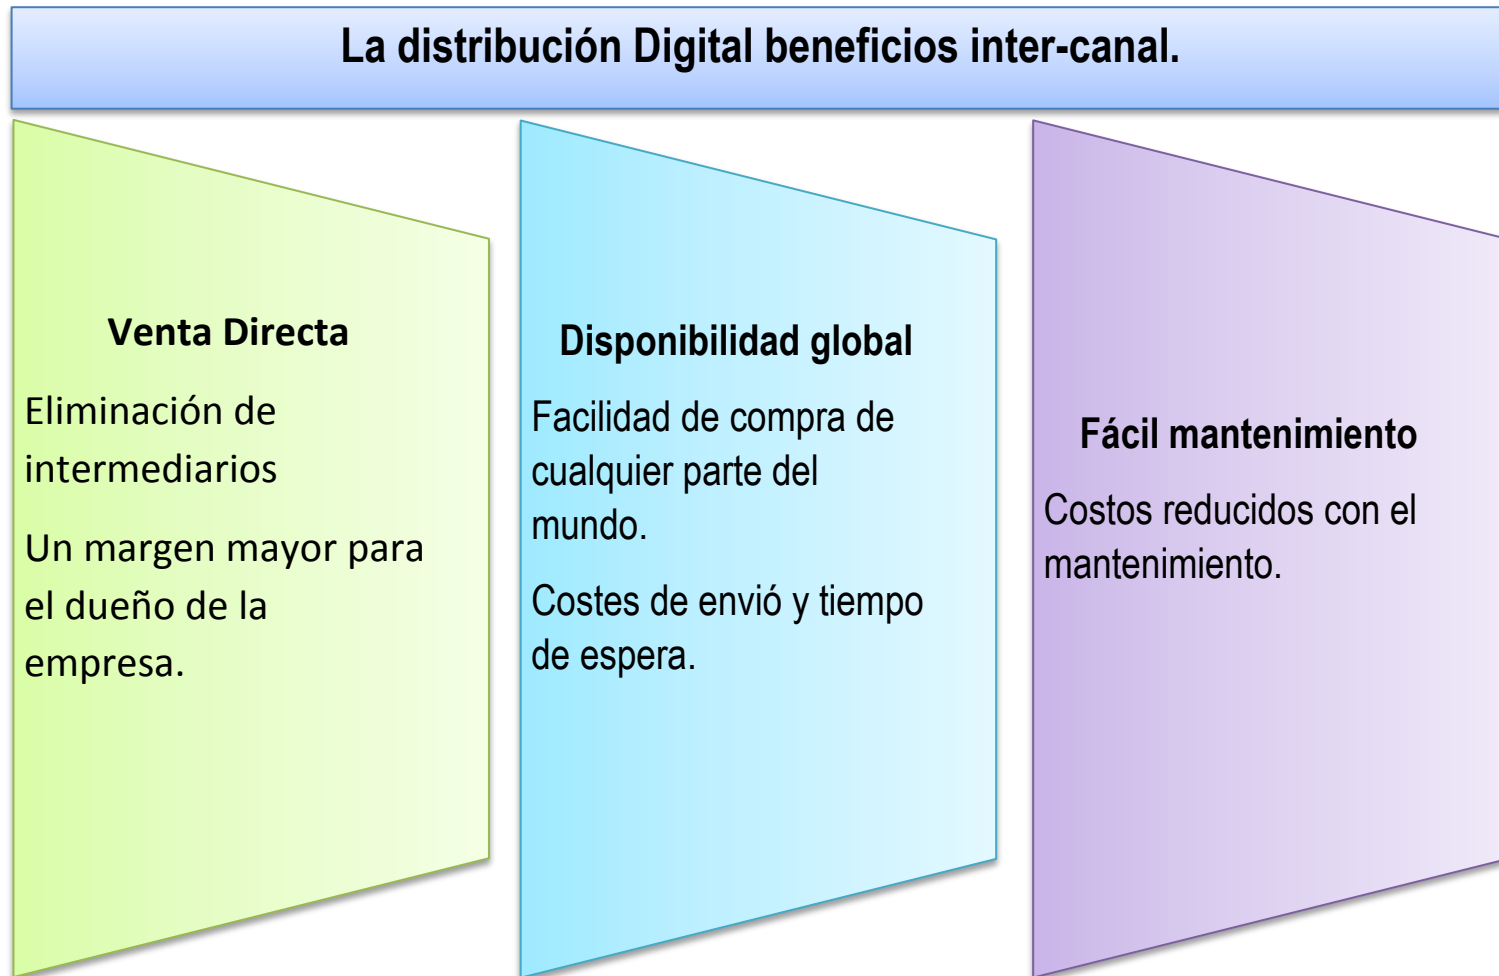 La distribución Digital beneficios inter-canal.
Venta Directa
Eliminación de
intermediarios
Un margen mayor para
el dueño de la
empresa.
Disponibilidad global
Facilidad de compra de
cualquier parte del
mundo.
Costes de envió y tiempo
de espera.
Fácil mantenimiento
Costos reducidos con el
mantenimiento.